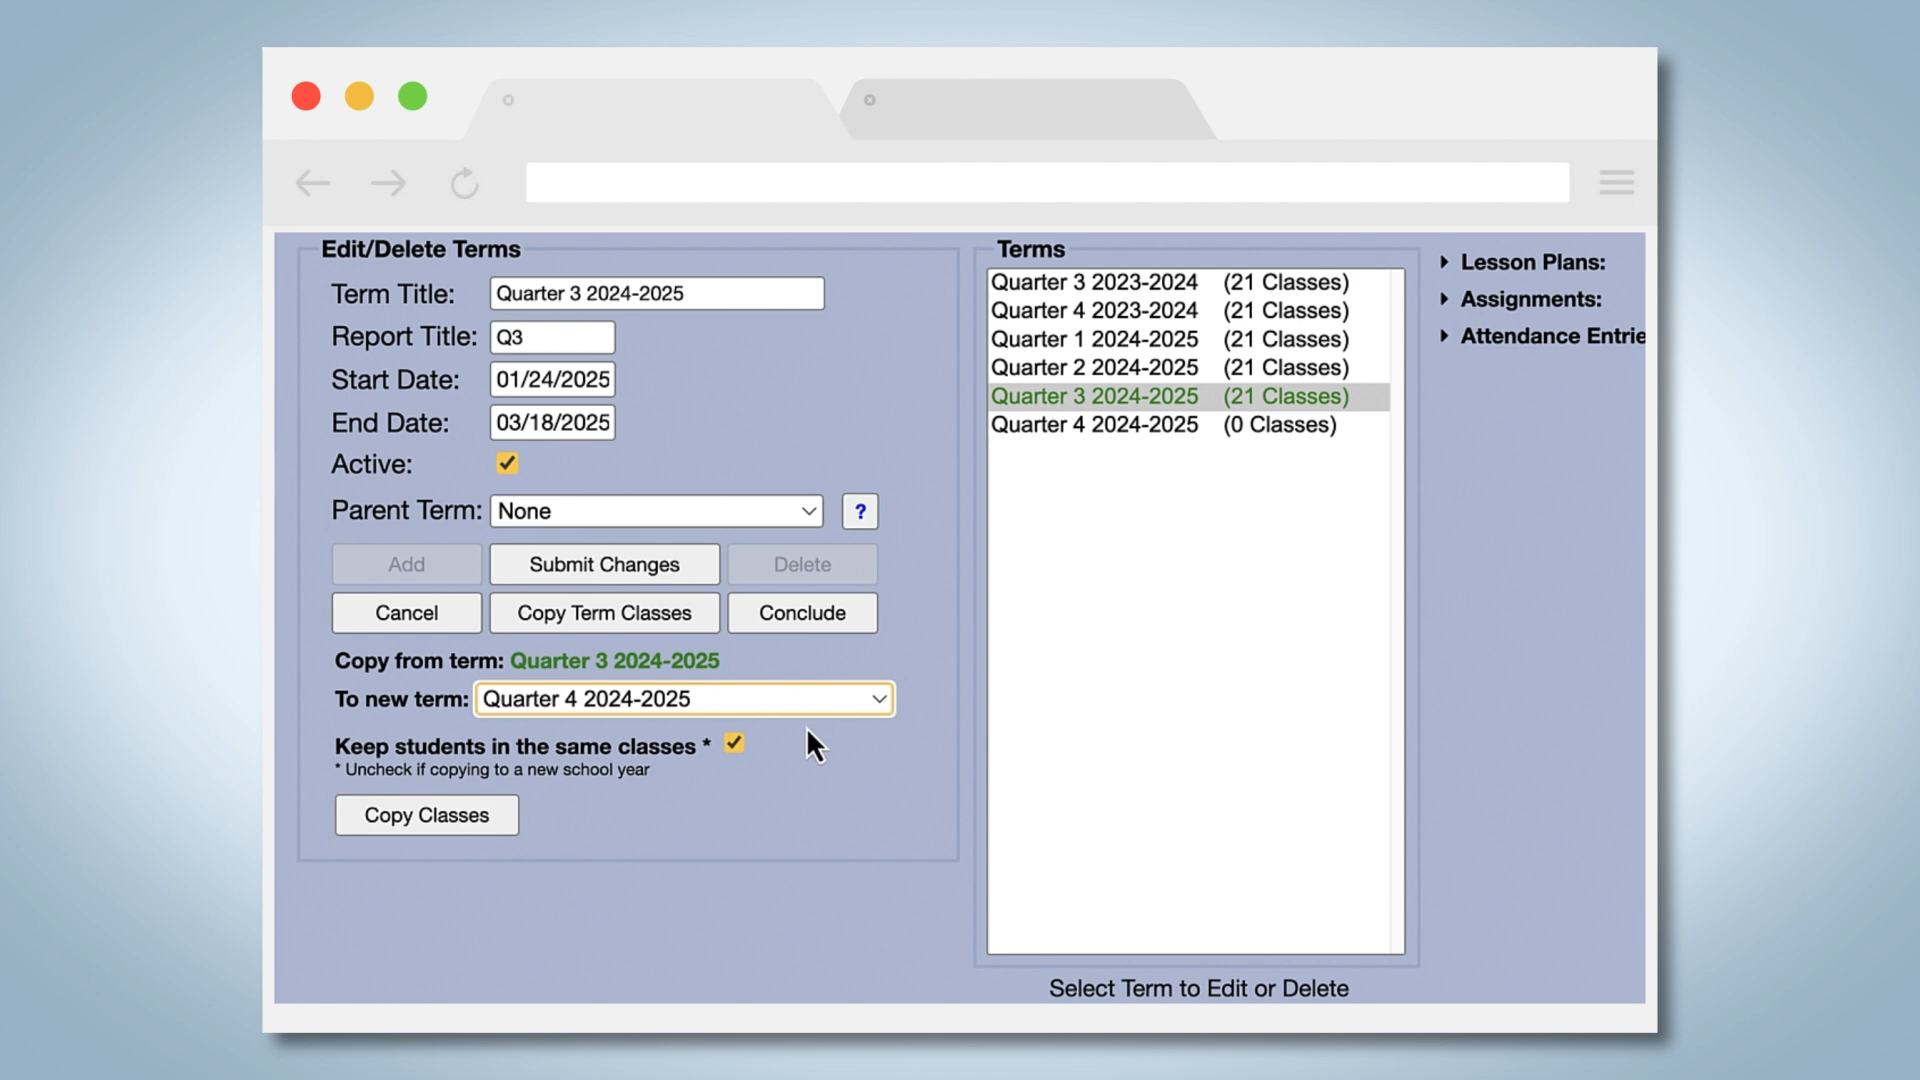 Edit/Delete Terms
Term Title: Quarter 3 2024-2025
Report Title: Q3
Start Date: 01/24/2025
End Date: 03/18/2025
Active:
Parent Term: None ?
Add Submit Changes Delete
Cancel Copy Term Classes Conclude
Copy from term: Quarter 3 2024-2025
To new term: Quarter 4 2024-2025
Keep students in the same classes *
* Uncheck if copying to a new school year
Copy Classes
Terms
Quarter 3 2023-2024 (21 Classes)
Quarter 4 2023-2024 (21 Classes)
Quarter 1 2024-2025 (21 Classes)
Quarter 2 2024-2025 (21 Classes)
Quarter 3 2024-2025 (21 Classes)
Quarter 4 2024-2025 (0 Classes)
Select Term to Edit or Delete
Lesson Plans:
Assignments:
Attendance Entrie